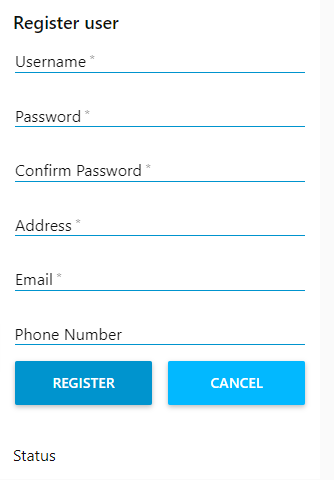 Register user
Username *
Password *
Confirm Password *
Address *
Email *
Phone Number
REGISTER CANCEL
Status